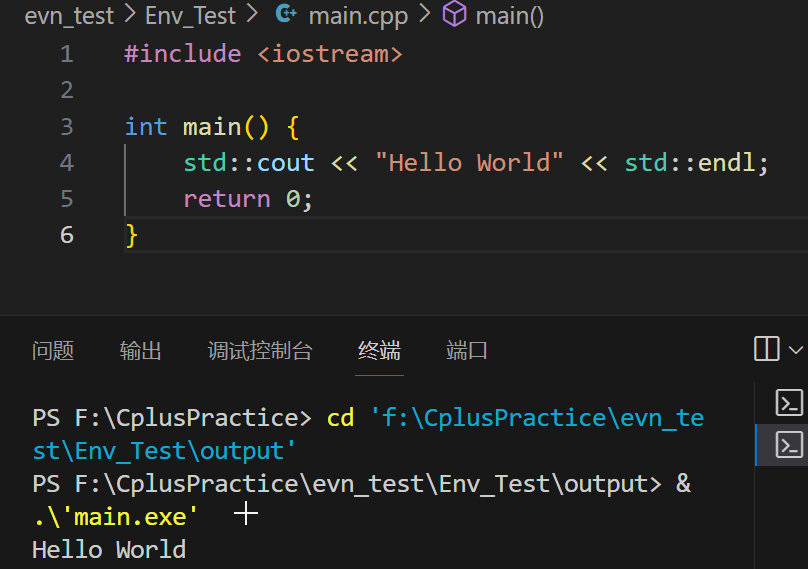 evn_test > Env_Test > C++ main.cpp > main()
1 #include <iostream>
2
3 int main() {
4     std::cout << "Hello World" << std::endl;
5     return 0;
6 }
问题 输出 调试控制台 终端 端口
PS F:\CplusPractice> cd 'f:\CplusPractice\evn_te
st\Env_Test\output'
PS F:\CplusPractice\evn_test\Env_Test\output> &
.\'main.exe'
Hello World